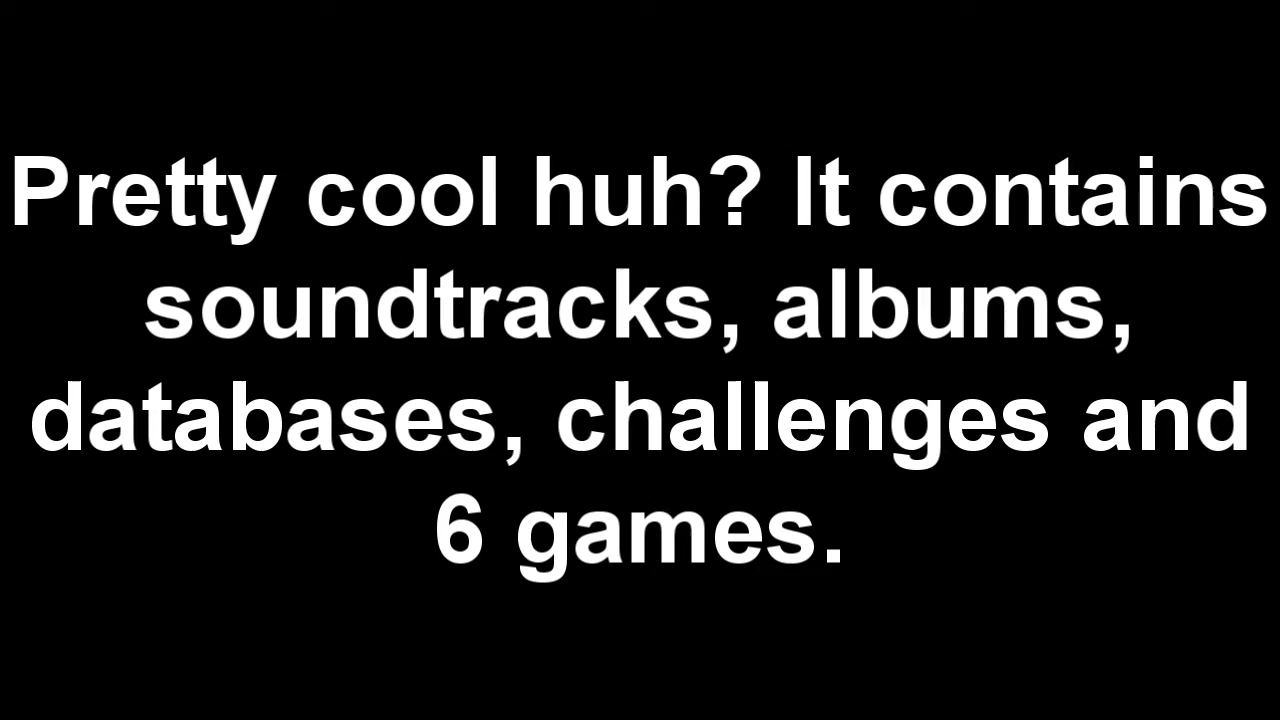 Pretty cool huh? It contains
soundtracks, albums,
databases, challenges and
6 games.